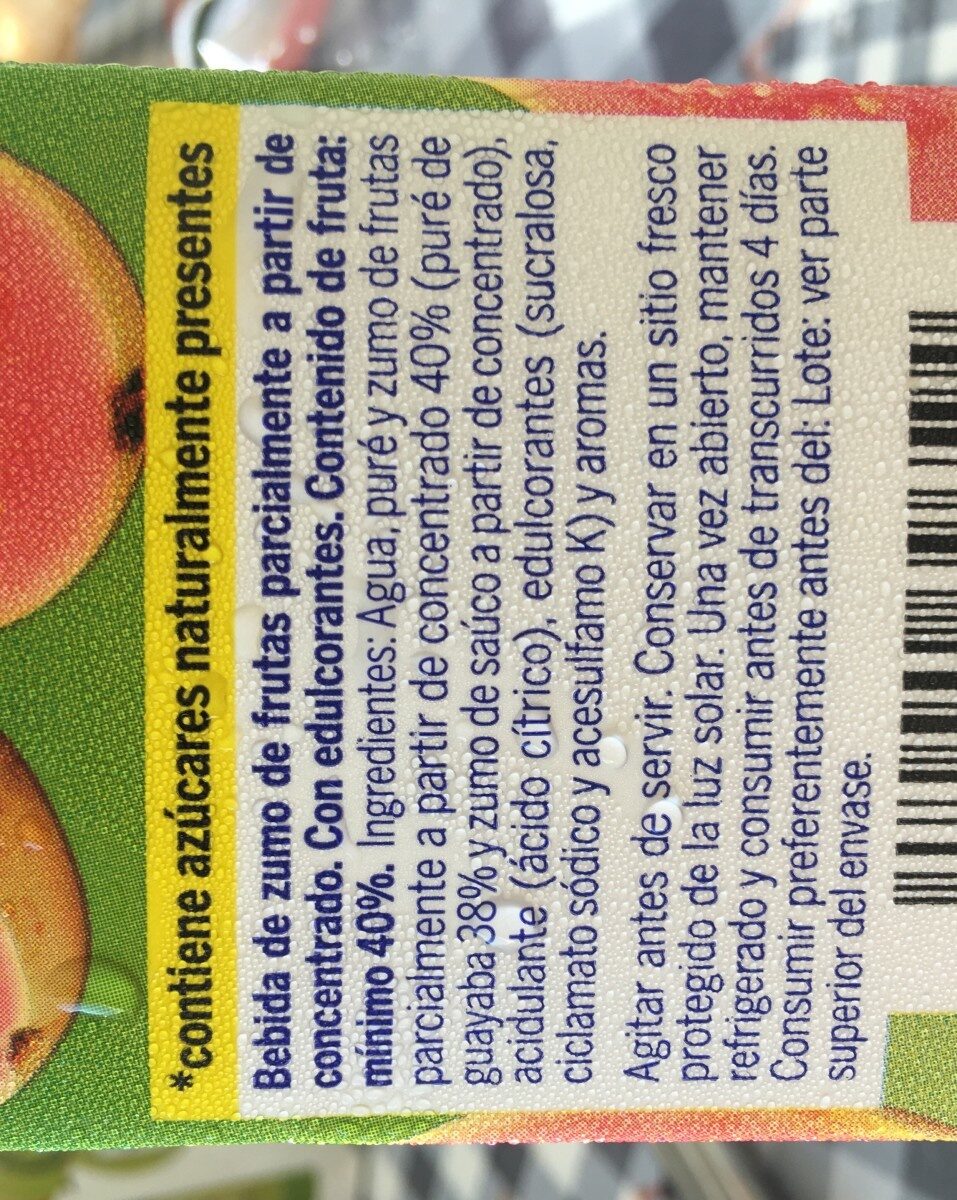 *contiene azúcares naturalmente presentes
Bebida de zumo de frutas parcialmente a partir de
concentrado. Con edulcorantes. Contenido de fruta:
mínimo 40%. Ingredientes: Agua, puré y zumo de frutas
parcialmente a partir de concentrado 40% (puré de
guayaba 38% y zumo de saúco a partir de concentrado),
acidulante (ácido cítrico), edulcorantes (sucralosa,
ciclamato sódico y acesulfamo K) y aromas.
Agitar antes de servir. Conservar en un sitio fresco
protegido de la luz solar. Una vez abierto, mantener
refrigerado y consumir antes de transcurridos 4 días.
Consumir preferentemente antes del: Lote: ver parte
superior del envase.